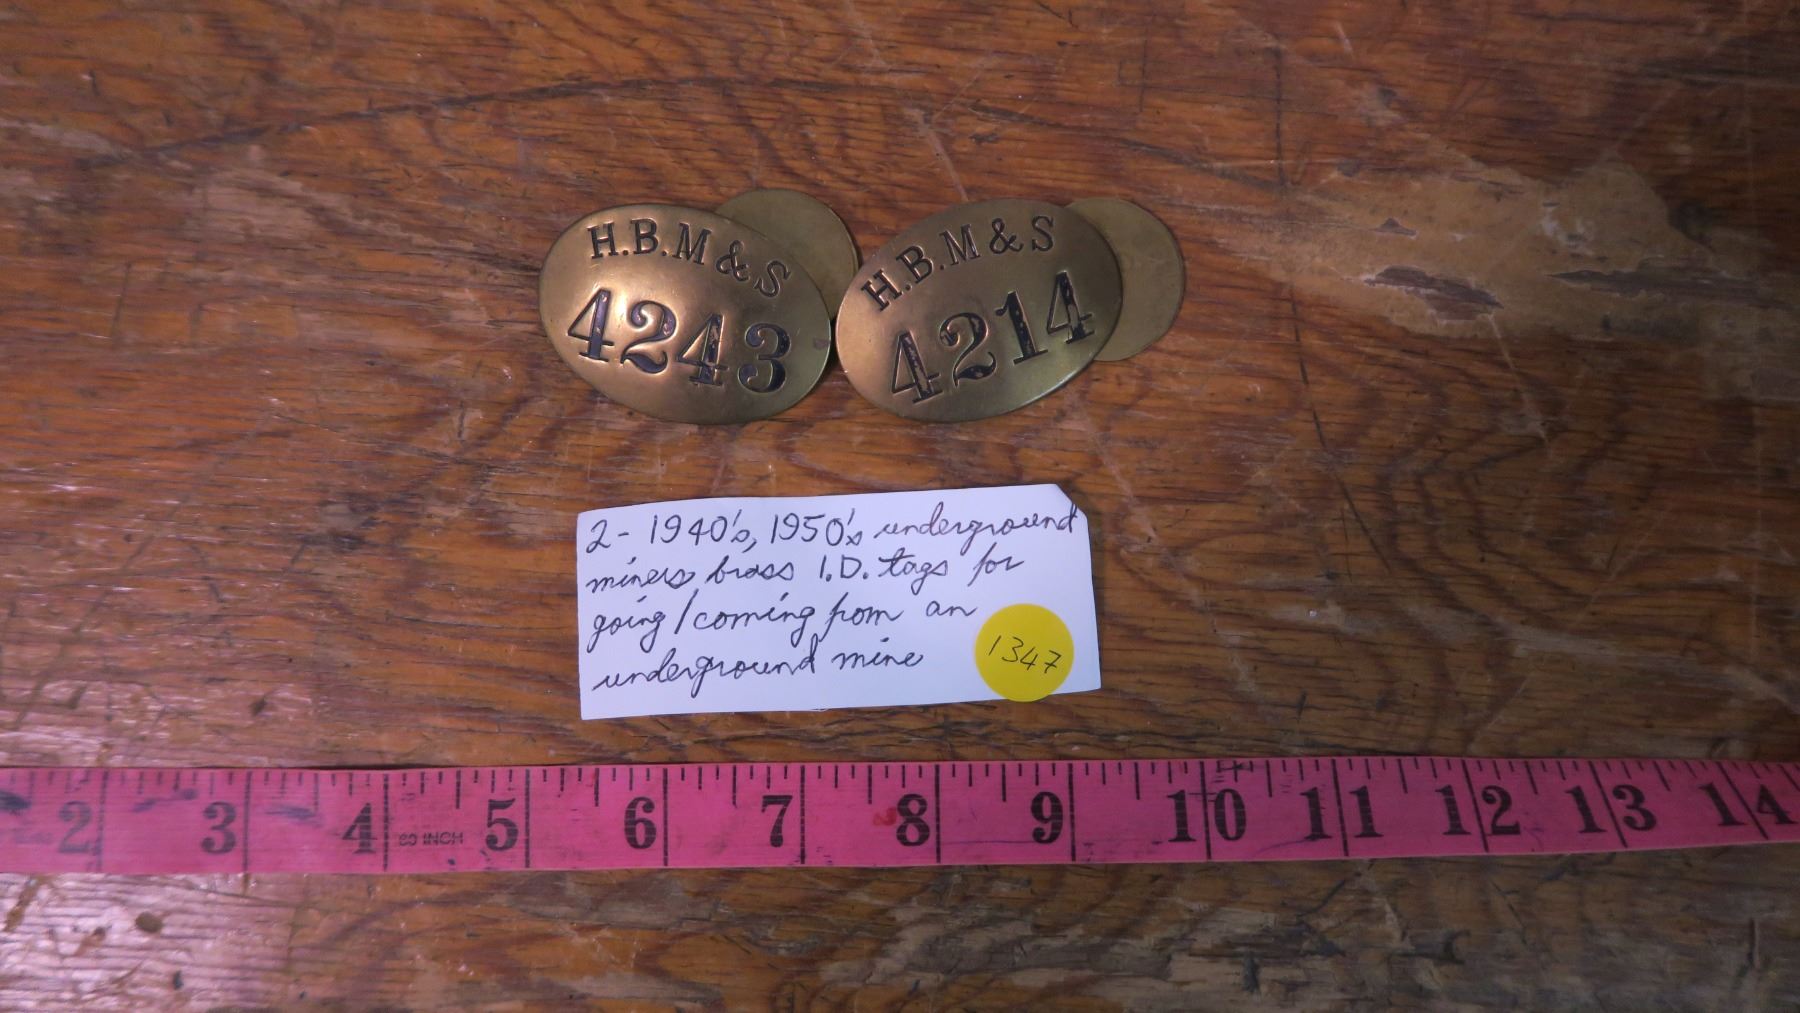 H.B.M & S
4243
H.B.M & S
4214
2 - 1940's, 1950's underground
miners brass I.D. tags for
going / coming from an
underground mine
1347
2 3 4 60 INCH 5 6 7 8 9 10 11 12 13 14